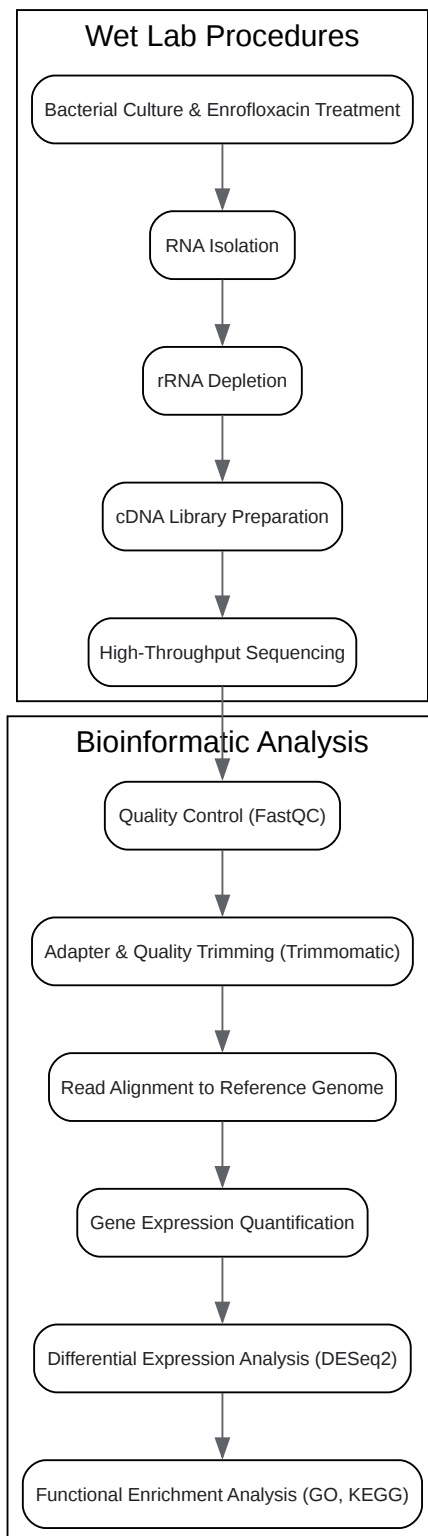 Wet Lab Procedures
Bacterial Culture & Enrofloxacin Treatment
RNA Isolation
rRNA Depletion
cDNA Library Preparation
High-Throughput Sequencing
Bioinformatic Analysis
Quality Control (FastQC)
Adapter & Quality Trimming (Trimmomatic)
Read Alignment to Reference Genome
Gene Expression Quantification
Differential Expression Analysis (DESeq2)
Functional Enrichment Analysis (GO, KEGG)